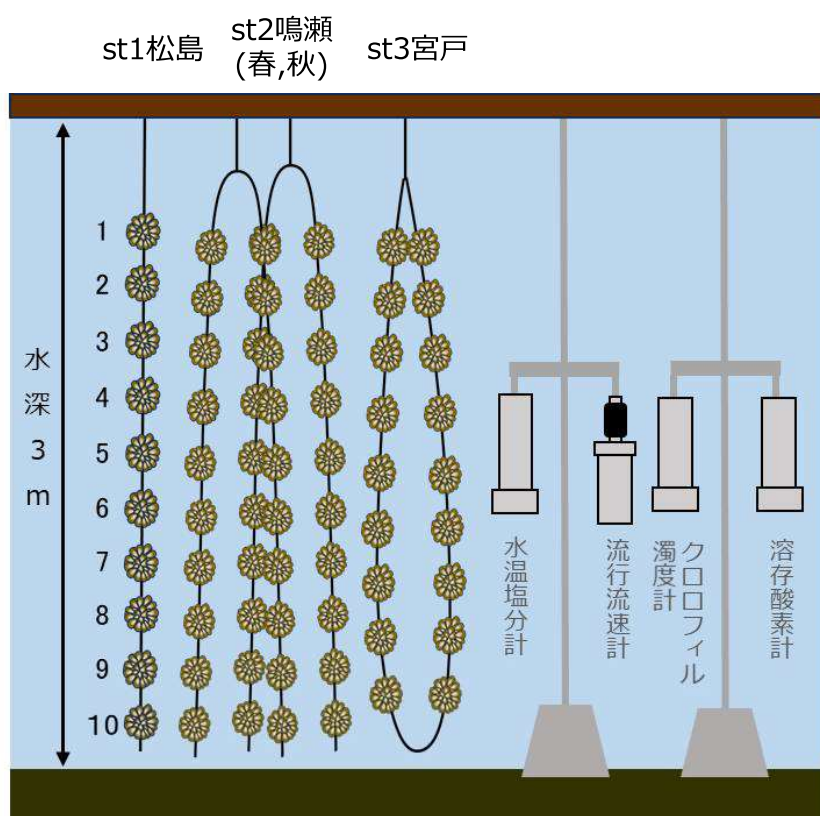 st1松島
st2鳴瀬
(春,秋)
st3宮戸
1
2
3
4
5
6
7
8
9
10
水深3m
水温塩分計
流行流速計
クロロフィル
濁度計
溶存酸素計